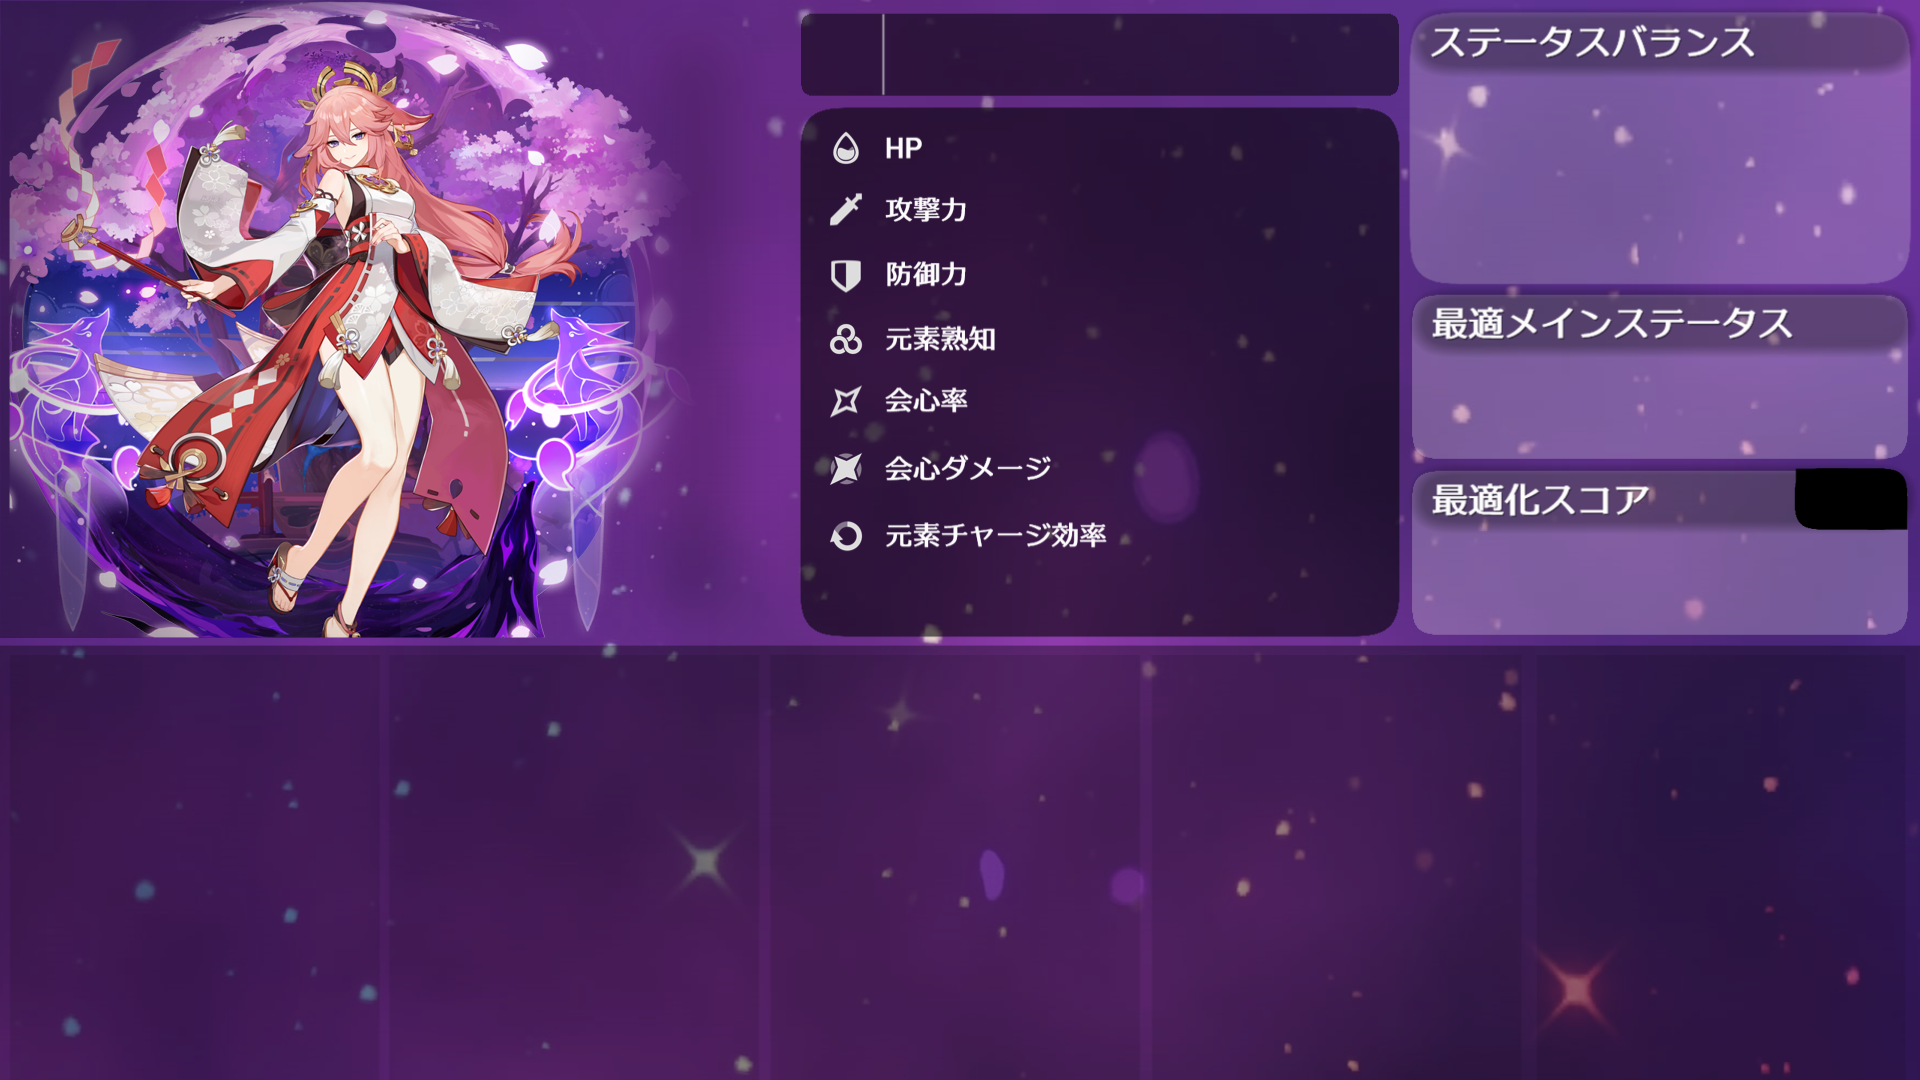 HP
攻撃力
防御力
元素熟知
会心率
会心ダメージ
元素チャージ効率
ステータスバランス
最適メインステータス
最適化スコア